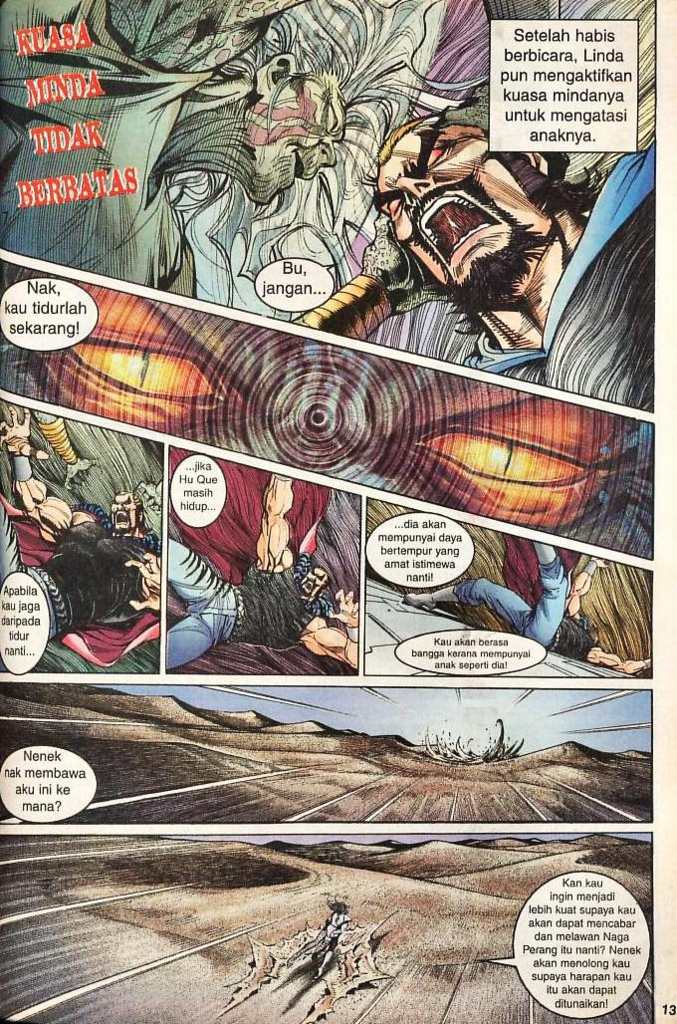 KUASA
MINDA
TIDAK
BERBATAS
Setelah habis
berbicara, Linda
pun mengaktifkan
kuasa mindanya
untuk mengatasi
anaknya.
Bu,
jangan...
Nak,
kau tidurlah
sekarang!
Apabila
kau jaga
daripada
tidur
nanti...
...jika
Hu Que
masih
hidup...
...dia akan
mempunyai daya
bertempur yang
amat istimewa
nanti!
Kau akan berasa
bangga kerana mempunyai
anak seperti dia!
Nenek
nak membawa
aku ini ke
mana?
Kan kau
ingin menjadi
lebih kuat supaya kau
akan dapat mencabar
dan melawan Naga
Perang itu nanti? Nenek
akan menolong kau
supaya harapan kau
itu akan dapat
ditunaikan!
13